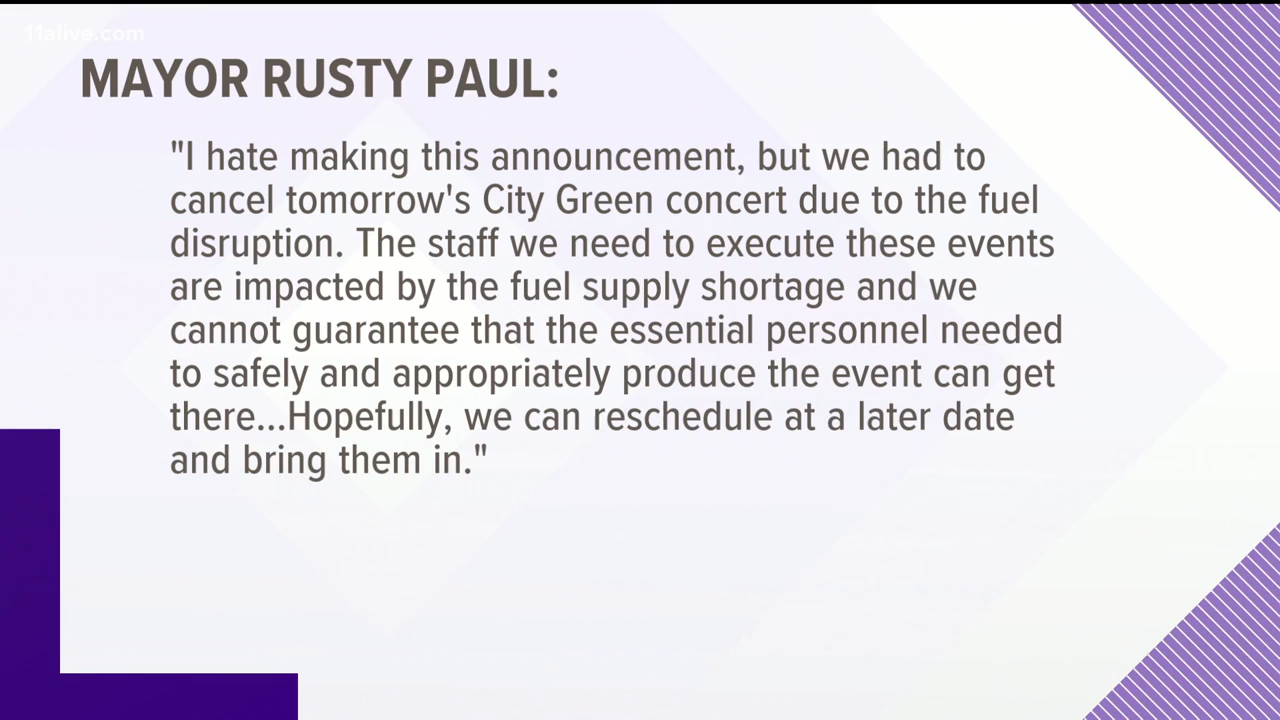 11alive.com
MAYOR RUSTY PAUL:
"I hate making this announcement, but we had to
cancel tomorrow's City Green concert due to the fuel
disruption. The staff we need to execute these events
are impacted by the fuel supply shortage and we
cannot guarantee that the essential personnel needed
to safely and appropriately produce the event can get
there...Hopefully, we can reschedule at a later date
and bring them in."